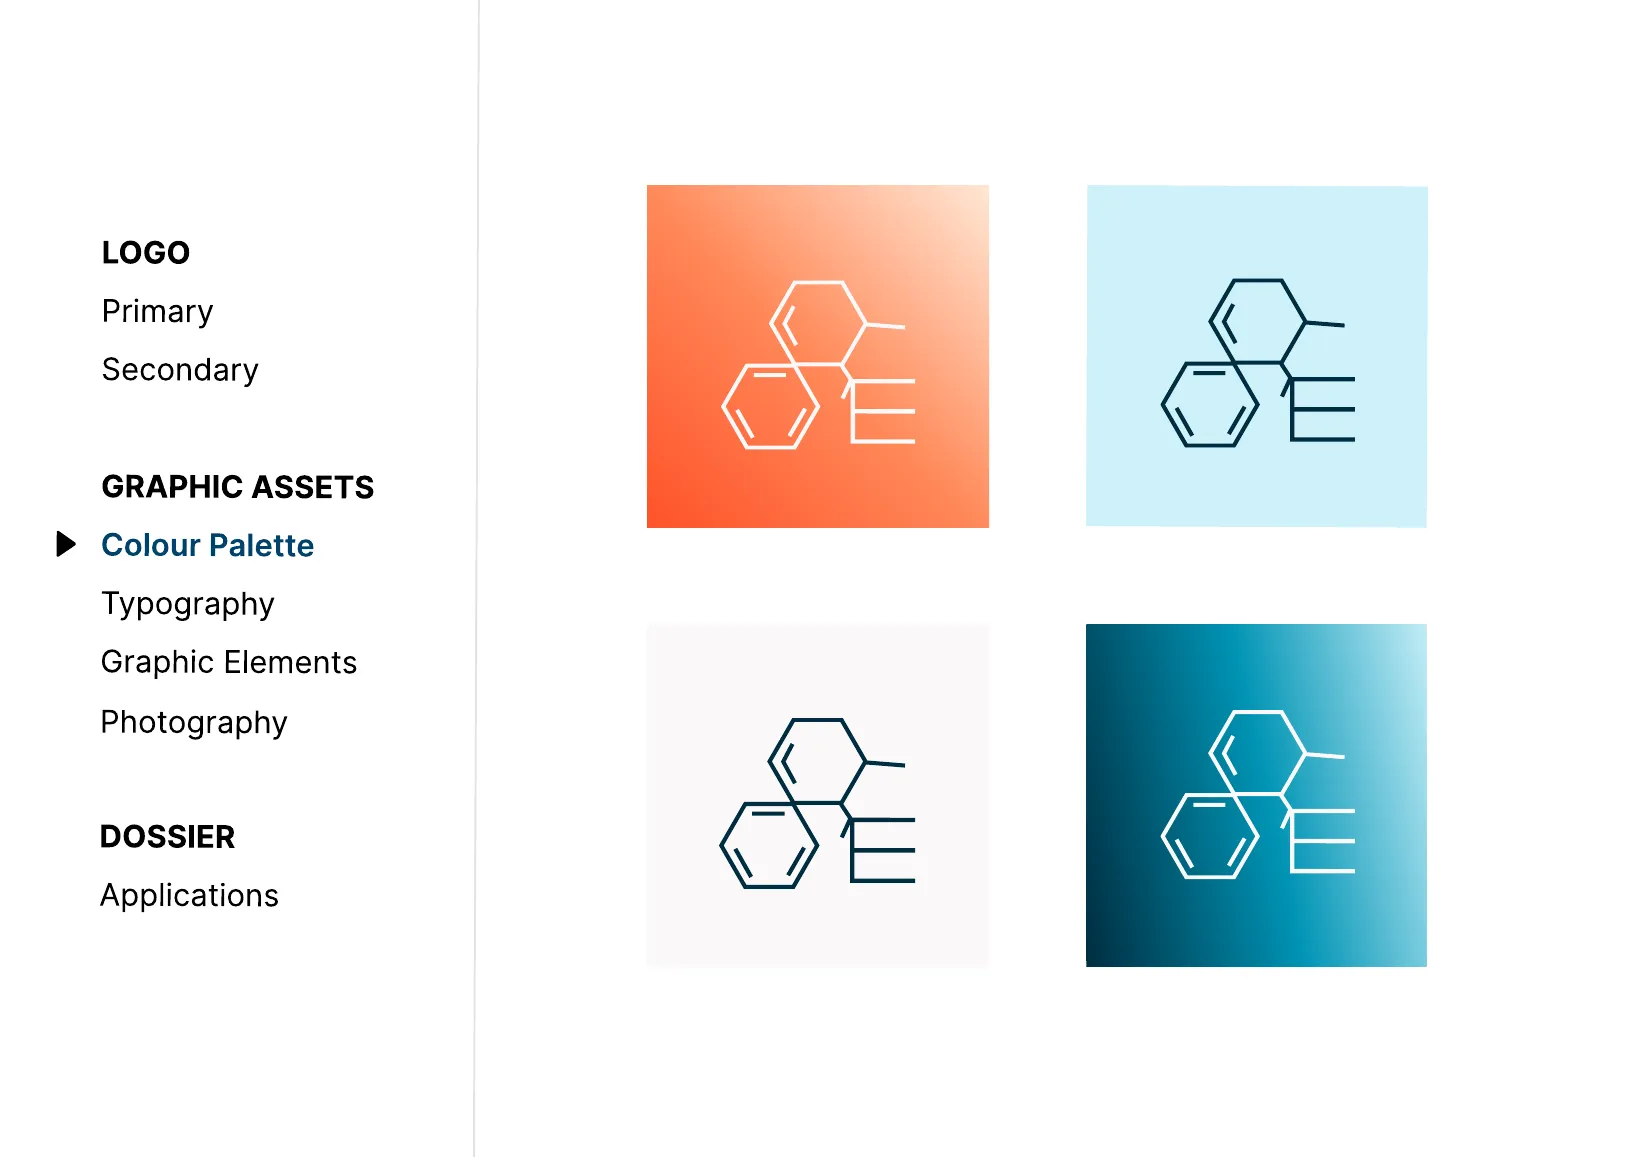 LOGO
Primary
Secondary
GRAPHIC ASSETS
Colour Palette
Typography
Graphic Elements
Photography
DOSSIER
Applications